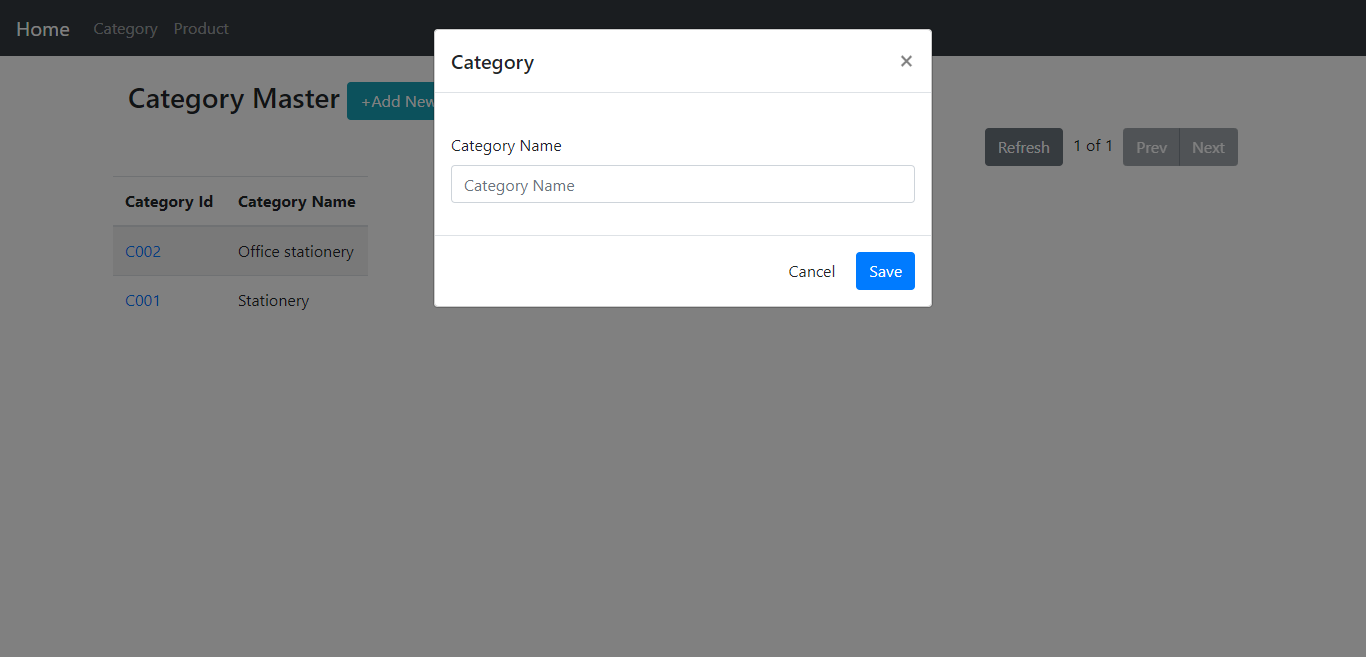 Home Category Product
Category ×
Category Master +Add New
Category Name
Refresh 1 of 1 Prev Next
Category Name
Category Id Category Name
C002 Office stationery
Cancel Save
C001 Stationery